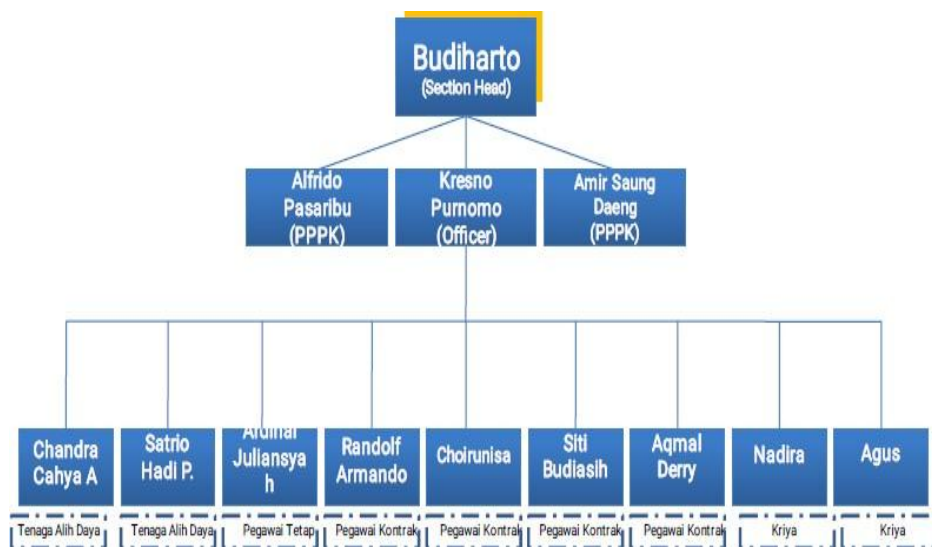 Budiharto
(Section Head)
Alfrido
Pasaribu
(PPPK)
Kresno
Purnomo
(Officer)
Amir Saung
Daeng
(PPPK)
Chandra
Cahya A
Satrio
Hadi P.
Juliansya
h
Randolf
Armando
Choirunisa
Siti
Budiasih
Aqmal
Derry
Nadira
Agus
Tenaga Alih Daya
Tenaga Alih Daya
Pegawai Tetap
Pegawai Kontrak
Pegawai Kontrak
Pegawai Kontrak
Pegawai Kontrak
Kriya
Kriya